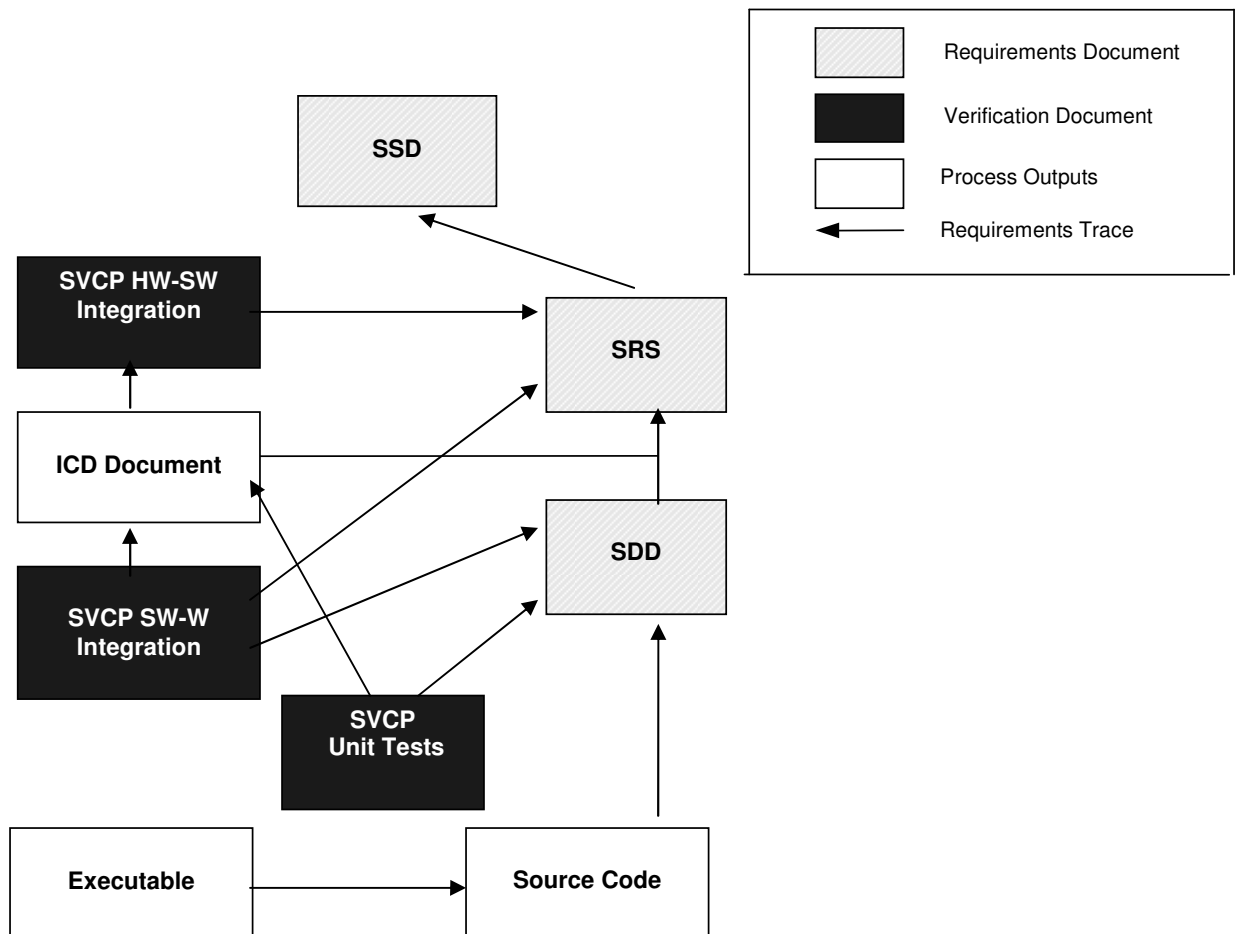 Requirements Document
Verification Document
Process Outputs
Requirements Trace
SSD
SVCP HW-SW
Integration
SRS
ICD Document
SDD
SVCP SW-W
Integration
SVCP
Unit Tests
Executable
Source Code